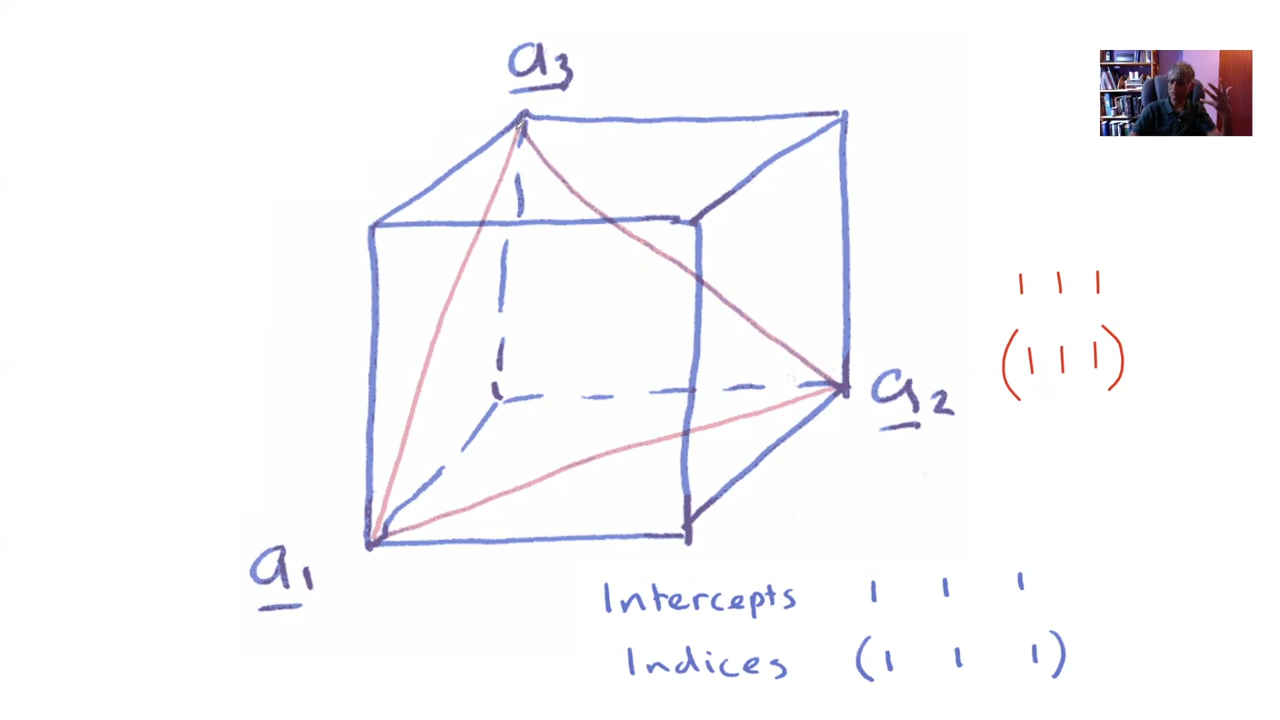 a3
1 1 1
(1 1 1)
a2
a1
Intercepts 1 1 1
Indices (1 1 1)